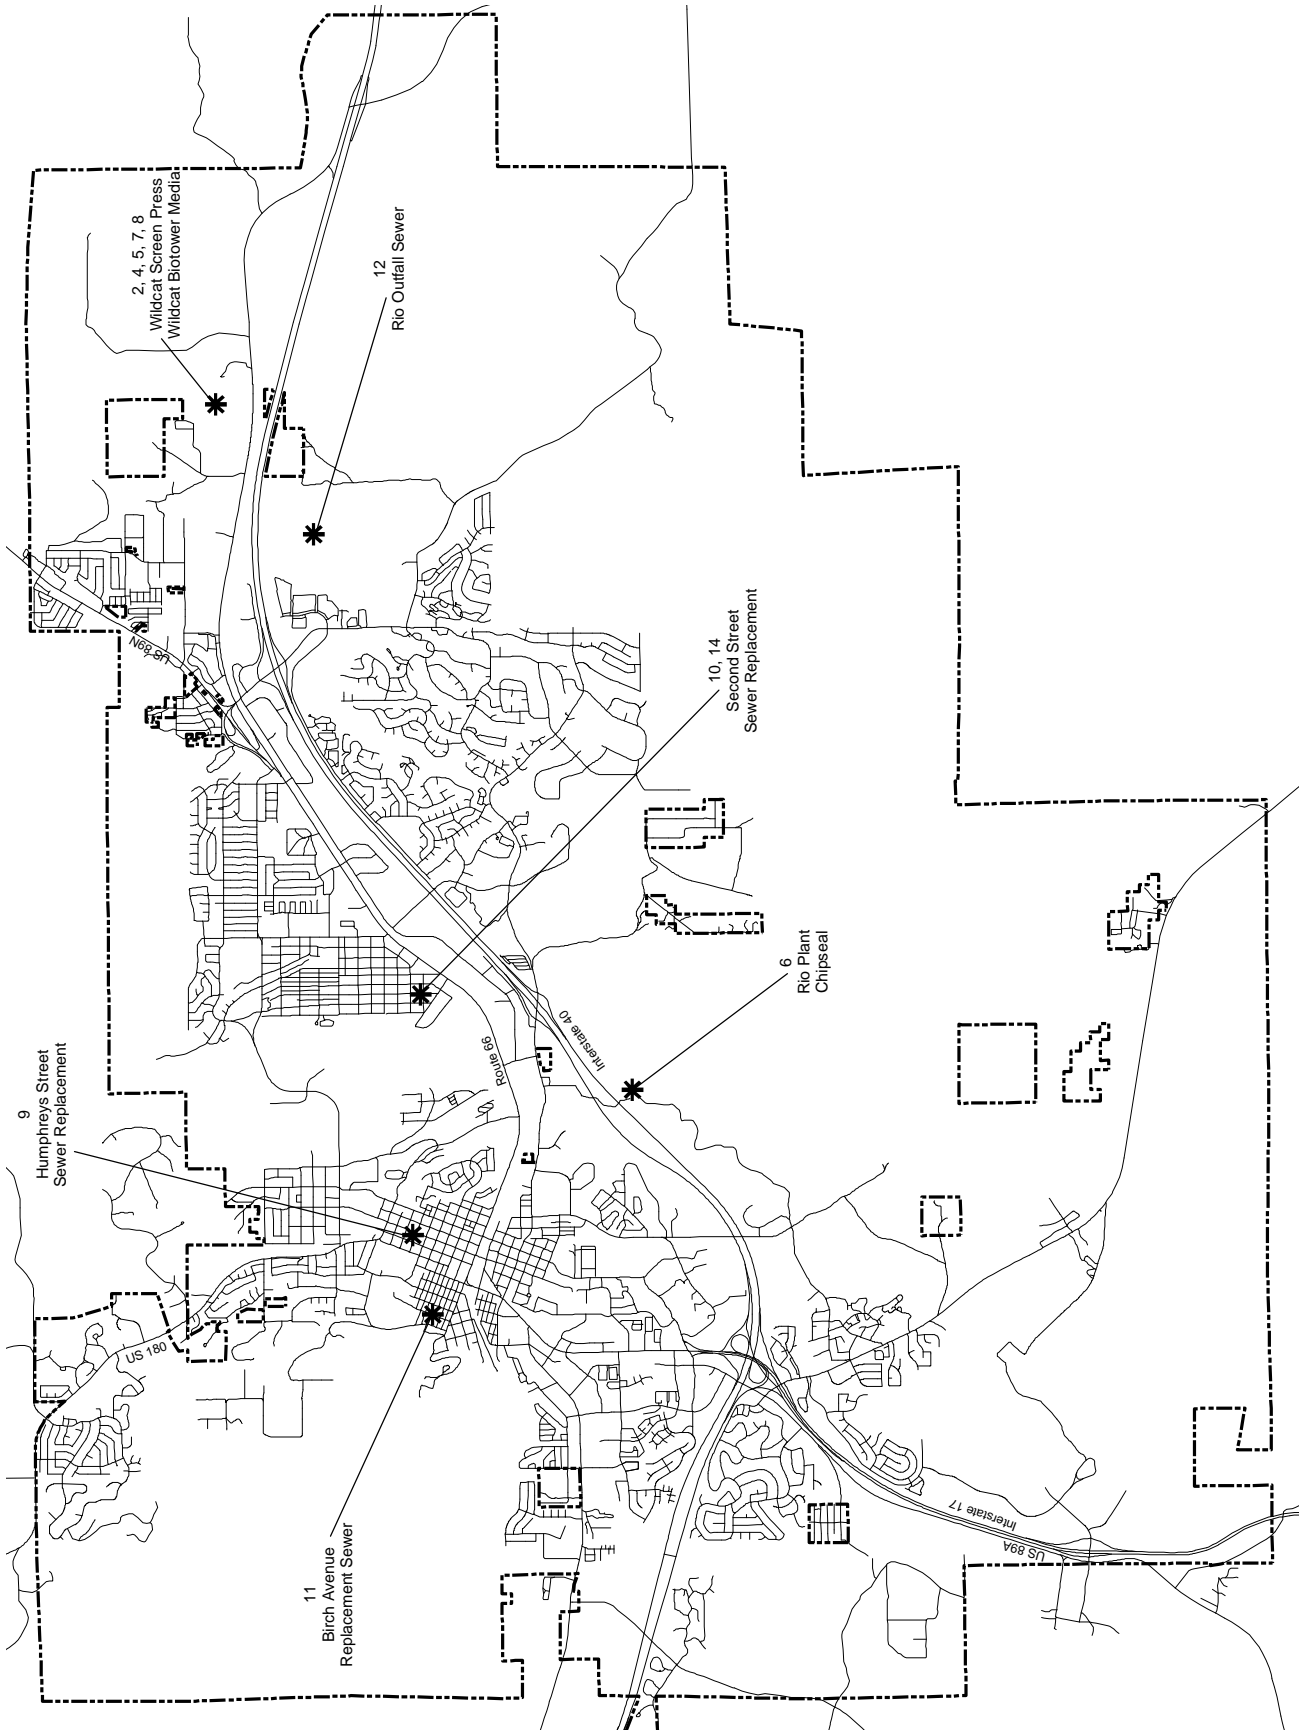 2, 4, 5, 7, 8
Wildcat Screen Press
Wildcat Biotower Media
12
Rio Outfall Sewer
US 89N
10, 14
Second Street
Sewer Replacement
6
Rio Plant
Chipseal
Interstate 40
Route 66
9
Humphreys Street
Sewer Replacement
US 180
11
Birch Avenue
Replacement Sewer
Interstate 17
US 89A